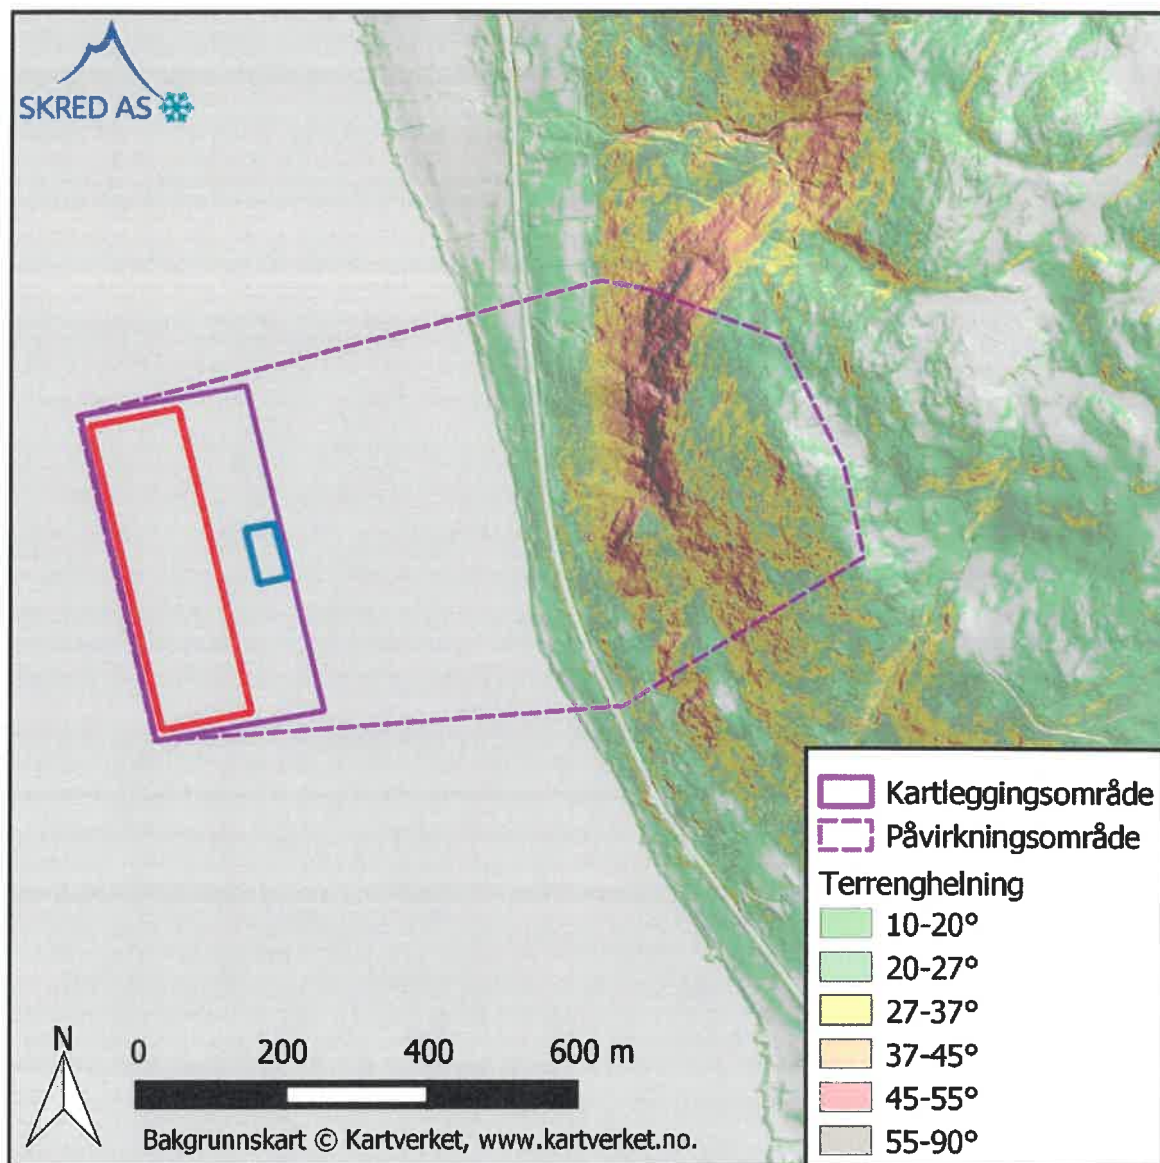 SKRED AS
Kartleggingsområde
Påvirkningsområde
Terrenghelning
10-20°
20-27°
27-37°
37-45°
45-55°
55-90°
N
0 200 400 600 m
Bakgrunnskart © Kartverket, www.kartverket.no.